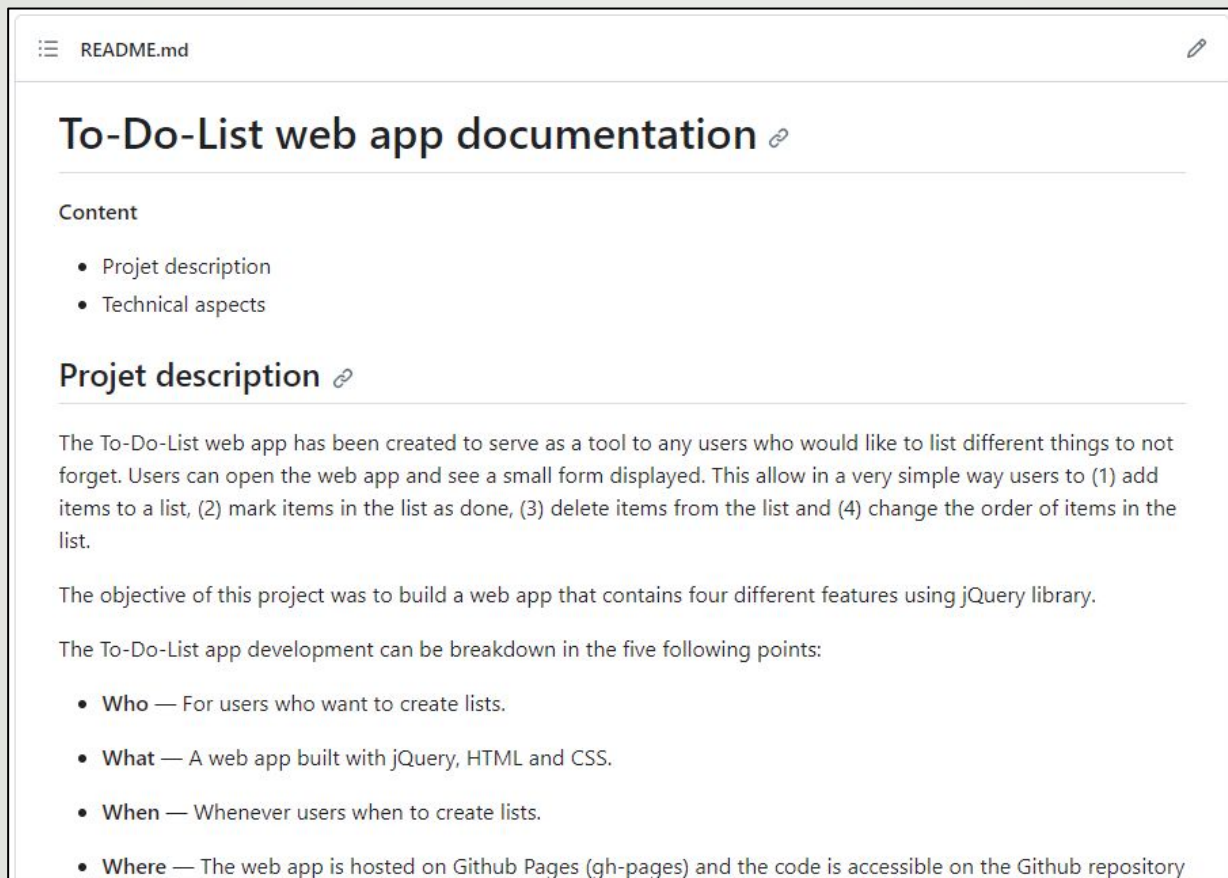 README.md
To-Do-List web app documentation
Content
• Projet description
• Technical aspects
Projet description
The To-Do-List web app has been created to serve as a tool to any users who would like to list different things to not
forget. Users can open the web app and see a small form displayed. This allow in a very simple way users to (1) add
items to a list, (2) mark items in the list as done, (3) delete items from the list and (4) change the order of items in the
list.
The objective of this project was to build a web app that contains four different features using jQuery library.
The To-Do-List app development can be breakdown in the five following points:
• Who — For users who want to create lists.
• What — A web app built with jQuery, HTML and CSS.
• When — Whenever users when to create lists.
• Where — The web app is hosted on Github Pages (gh-pages) and the code is accessible on the Github repository